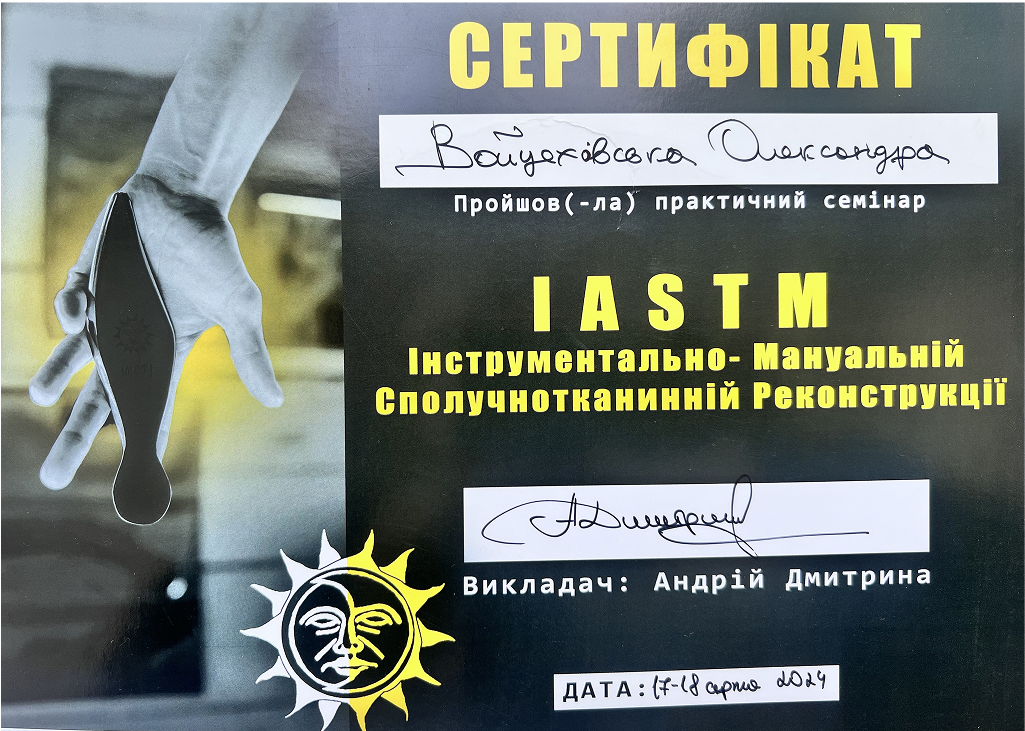 СЕРТИФІКАТ
Войцехівська Олександра
Пройшов(-ла) практичний семінар
IASTM
Інструментально- Мануальній
Сполучнотканинній Реконструкції
Викладач: Андрій Дмитрина
ДАТА: 17-18 серпня 2024